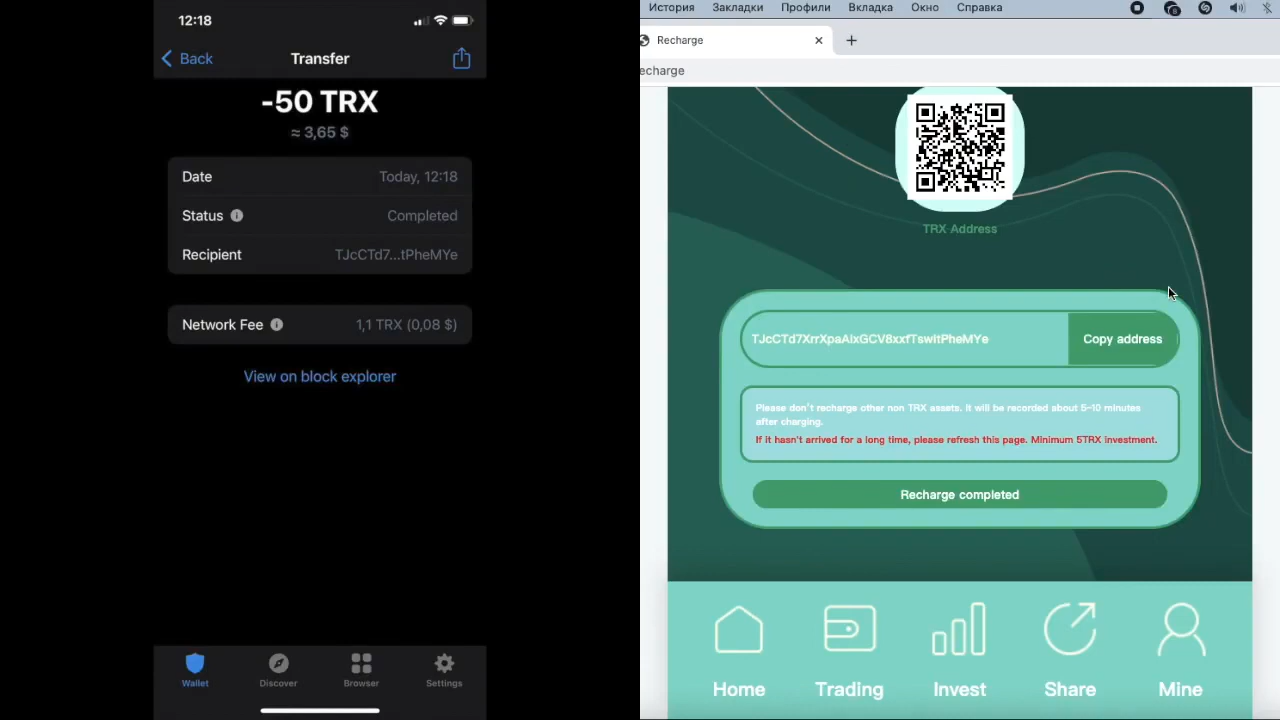 12:18
Back
Transfer
-50 TRX
≈ 3,65 $
Date
Today, 12:18
Status
Completed
Recipient
TJcCTd7...tPheMYe
Network Fee
1,1 TRX (0,08 $)
View on block explorer
Wallet
Discover
Browser
Settings
История Закладки Профили Вкладка Окно Справка
Recharge
echarge
TRX Address
TJcCTd7XrrXpaAixGCV8xxfTswitPheMYe
Copy address
Please don't recharge other non TRX assets. It will be recorded about 5-10 minutes
after charging.
If it hasn't arrived for a long time, please refresh this page. Minimum 5TRX investment.
Recharge completed
Home
Trading
Invest
Share
Mine